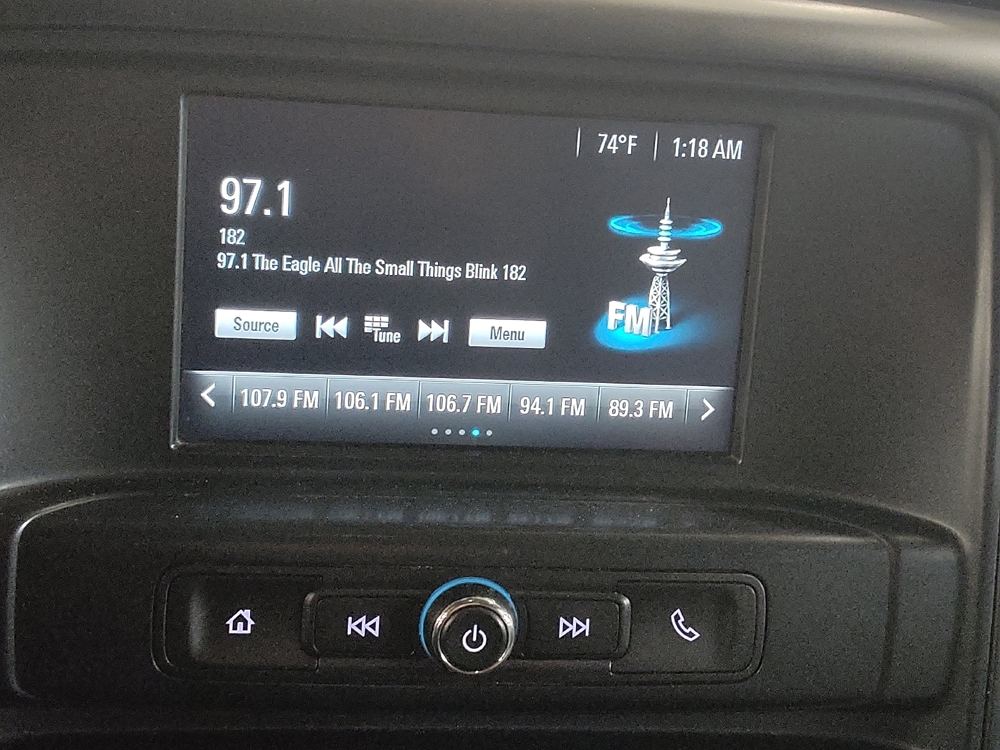 74°F 1:18 AM
97.1
182
97.1 The Eagle All The Small Things Blink 182
FM
Source Tune Menu
107.9 FM 106.1 FM 106.7 FM 94.1 FM 89.3 FM